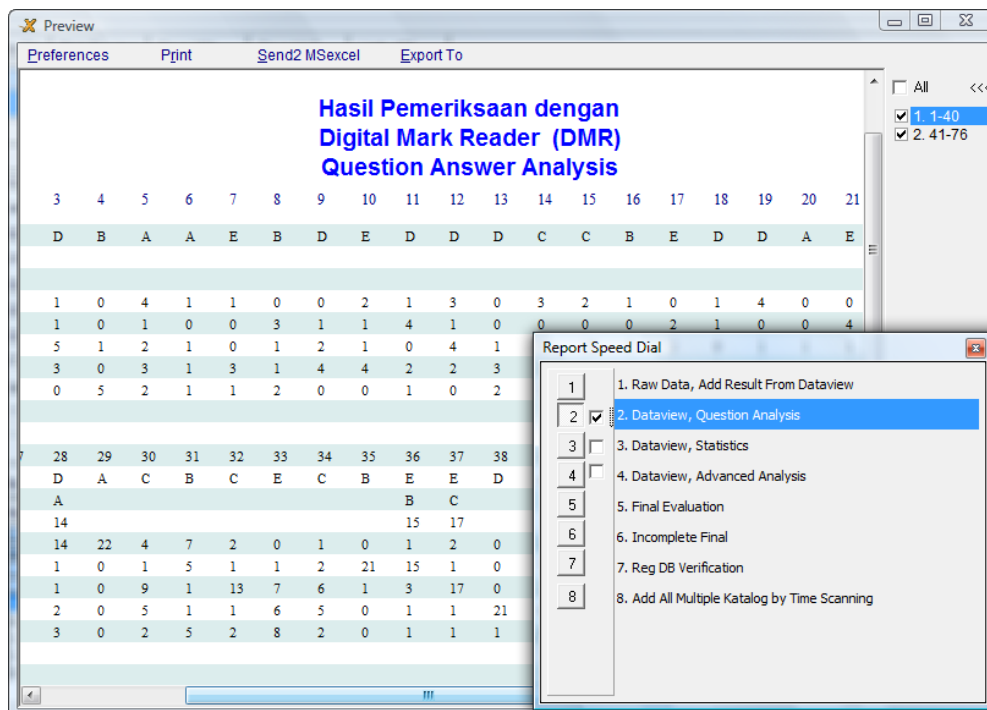 Preview
Preferences Print Send2 MSexcel Export To
All <<<
1. 1-40
2. 41-76
Hasil Pemeriksaan dengan
Digital Mark Reader (DMR)
Question Answer Analysis
3 4 5 6 7 8 9 10 11 12 13 14 15 16 17 18 19 20 21
D B A A E B D E D D D C C B E D D A E
1 0 4 1 1 0 0 2 1 3 0 3 2 1 0 1 4 0 0
1 0 1 0 0 3 1 1 4 1 0 0 0 0 2 1 0 0 4
5 1 2 1 0 1 2 1 0 4 1
3 0 3 1 3 1 4 4 2 2 3
0 5 2 1 1 2 0 0 1 0 2
28 29 30 31 32 33 34 35 36 37 38
D A C B C E C B E E D
A B C
14 15 17
14 22 4 7 2 0 1 0 1 2 0
1 0 1 5 1 1 2 21 15 1 0
1 0 9 1 13 7 6 1 3 17 0
2 0 5 1 1 6 5 0 1 1 21
3 0 2 5 2 8 2 0 1 1 1
Report Speed Dial
1 1. Raw Data, Add Result From Dataview
2 2. Dataview, Question Analysis
3 3. Dataview, Statistics
4 4. Dataview, Advanced Analysis
5 5. Final Evaluation
6 6. Incomplete Final
7 7. Reg DB Verification
8 8. Add All Multiple Katalog by Time Scanning